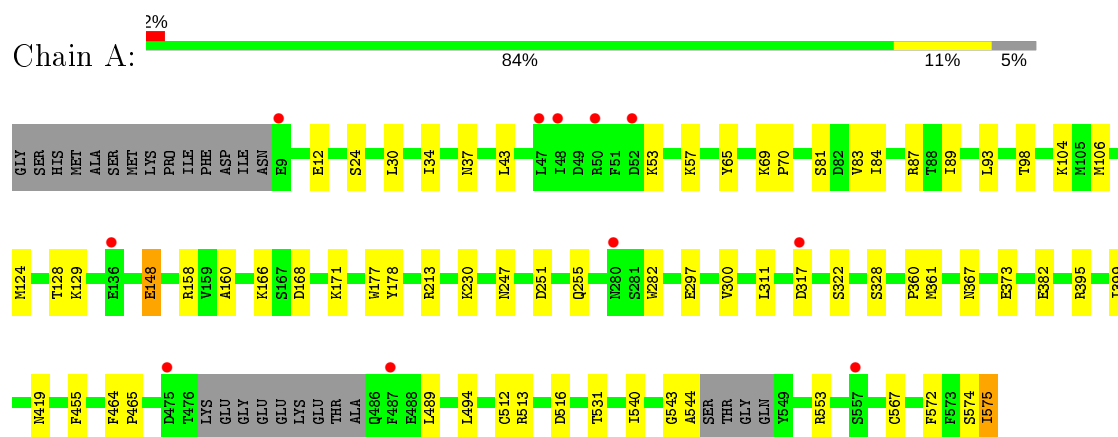 2%
Chain A:
84% 11% 5%
GLY SER HIS MET ALA SER MET LYS PRO ILE PHE ASP ILE ASN E9 E12 S24 L30 I34 N37 L43 L47 I48 D49 R50 F51 D52 K53 K57 Y65 K69 P70 S81 D82 V83 I84 R87 T88 I89 L93 T98 K104 M105 M106
M124 T128 K129 E136 E148 R158 V159 A160 K166 S167 D168 K171 W177 Y178 R213 K230 N247 D251 Q255 N280 S281 W282 E297 V300 L311 D317 S322 S328 P360 M361 N367 E373 E382 R395
N419 F455 F464 P465 D475 T476 LYS GLU GLY GLU GLU LYS GLU THR ALA Q486 F487 E488 L489 L494 C512 R513 D516 T531 I540 G543 A544 SER THR GLY GLN Y549 R553 S557 C567 F572 F573 S574 I575